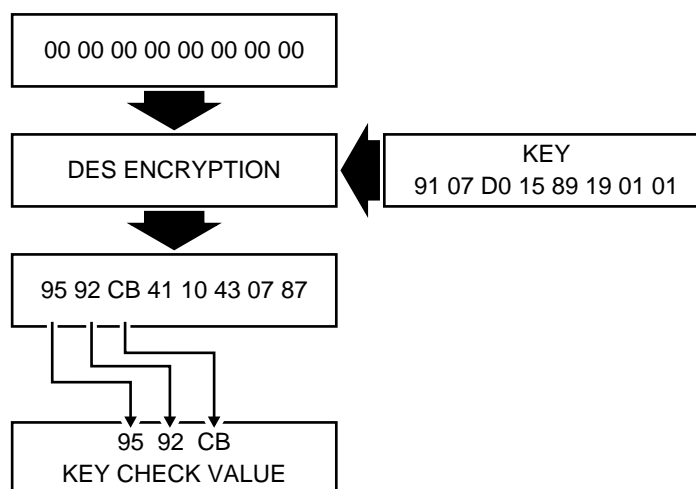 00 00 00 00 00 00 00 00
DES ENCRYPTION
KEY
91 07 D0 15 89 19 01 01
95 92 CB 41 10 43 07 87
95 92 CB
KEY CHECK VALUE